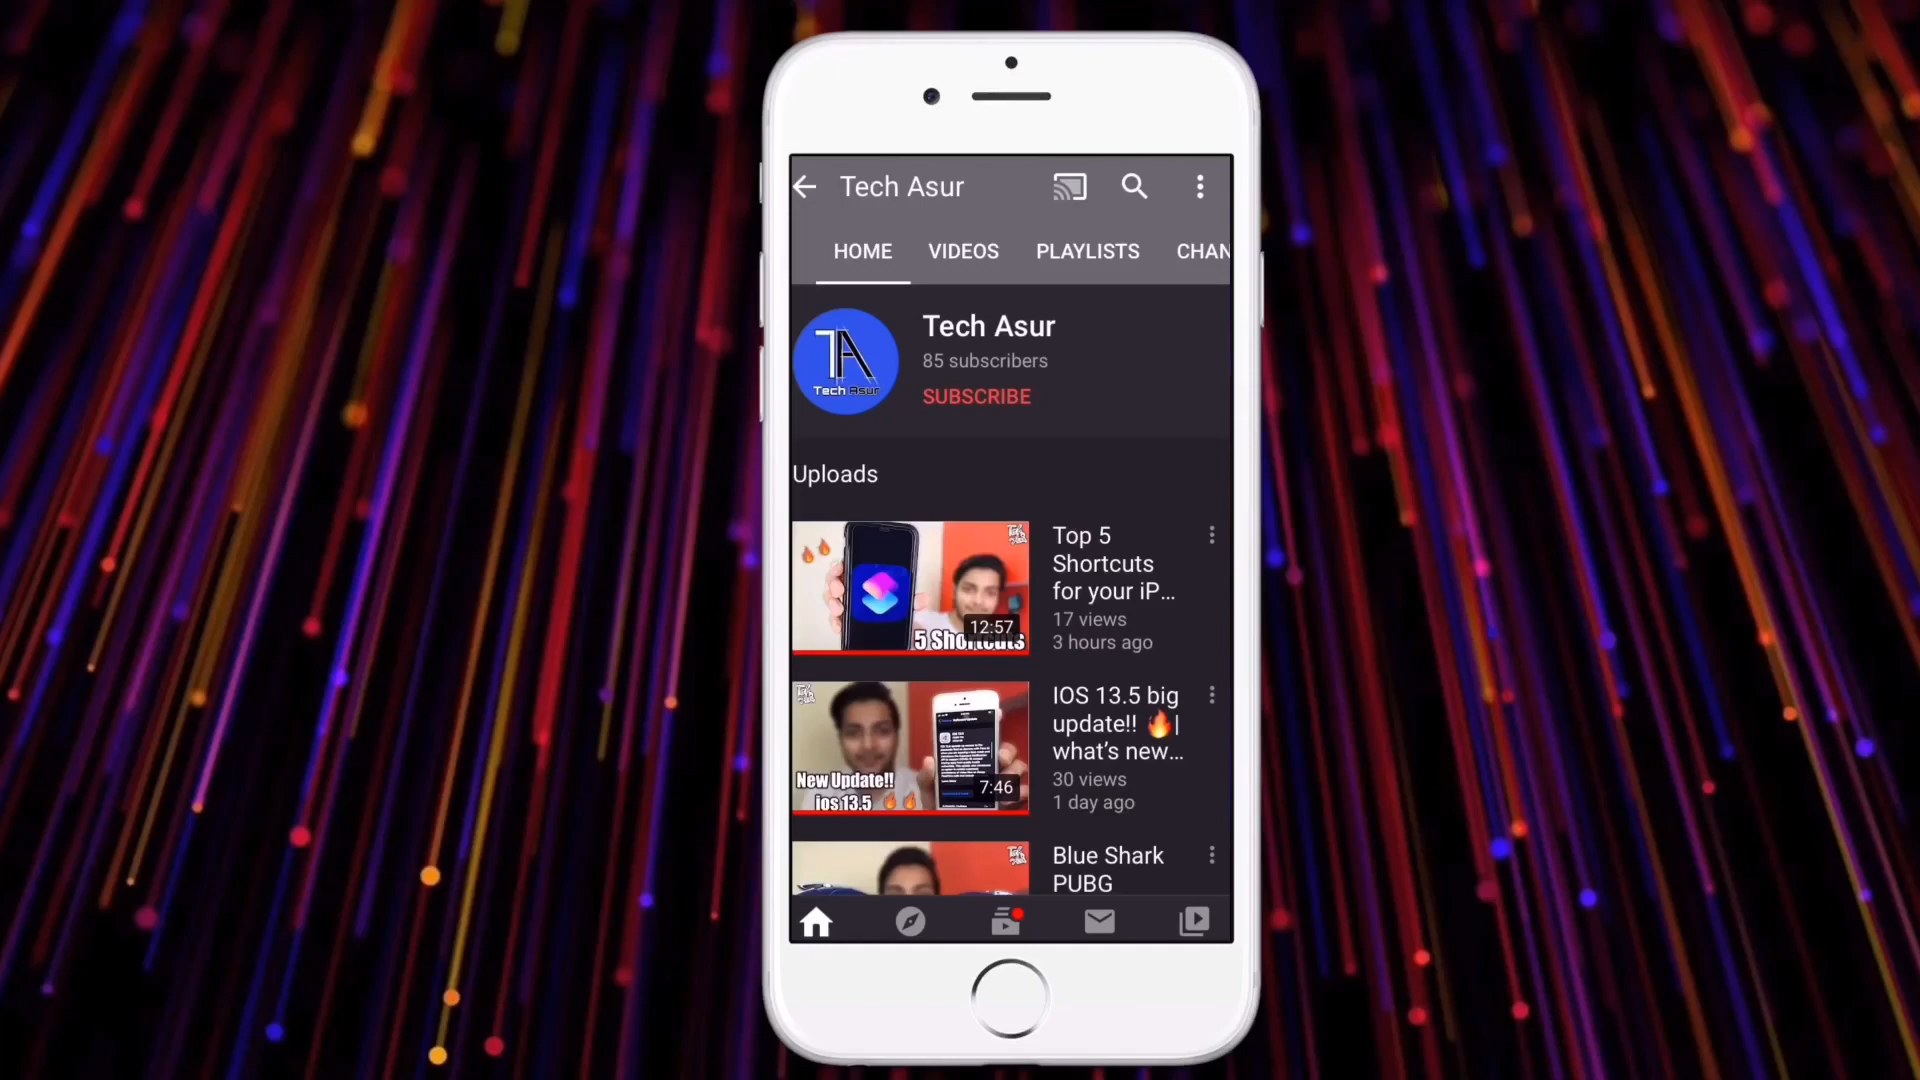 Tech Asur
HOME VIDEOS PLAYLISTS CHAN
TA
Tech Asur
Tech Asur
85 subscribers
SUBSCRIBE
Uploads
12:57
5 Shortcuts
Top 5
Shortcuts
for your iP...
17 views
3 hours ago
New Update!!
ios 13.5 🔥🔥
7:46
IOS 13.5 big
update!! 🔥|
what's new...
30 views
1 day ago
Blue Shark
PUBG